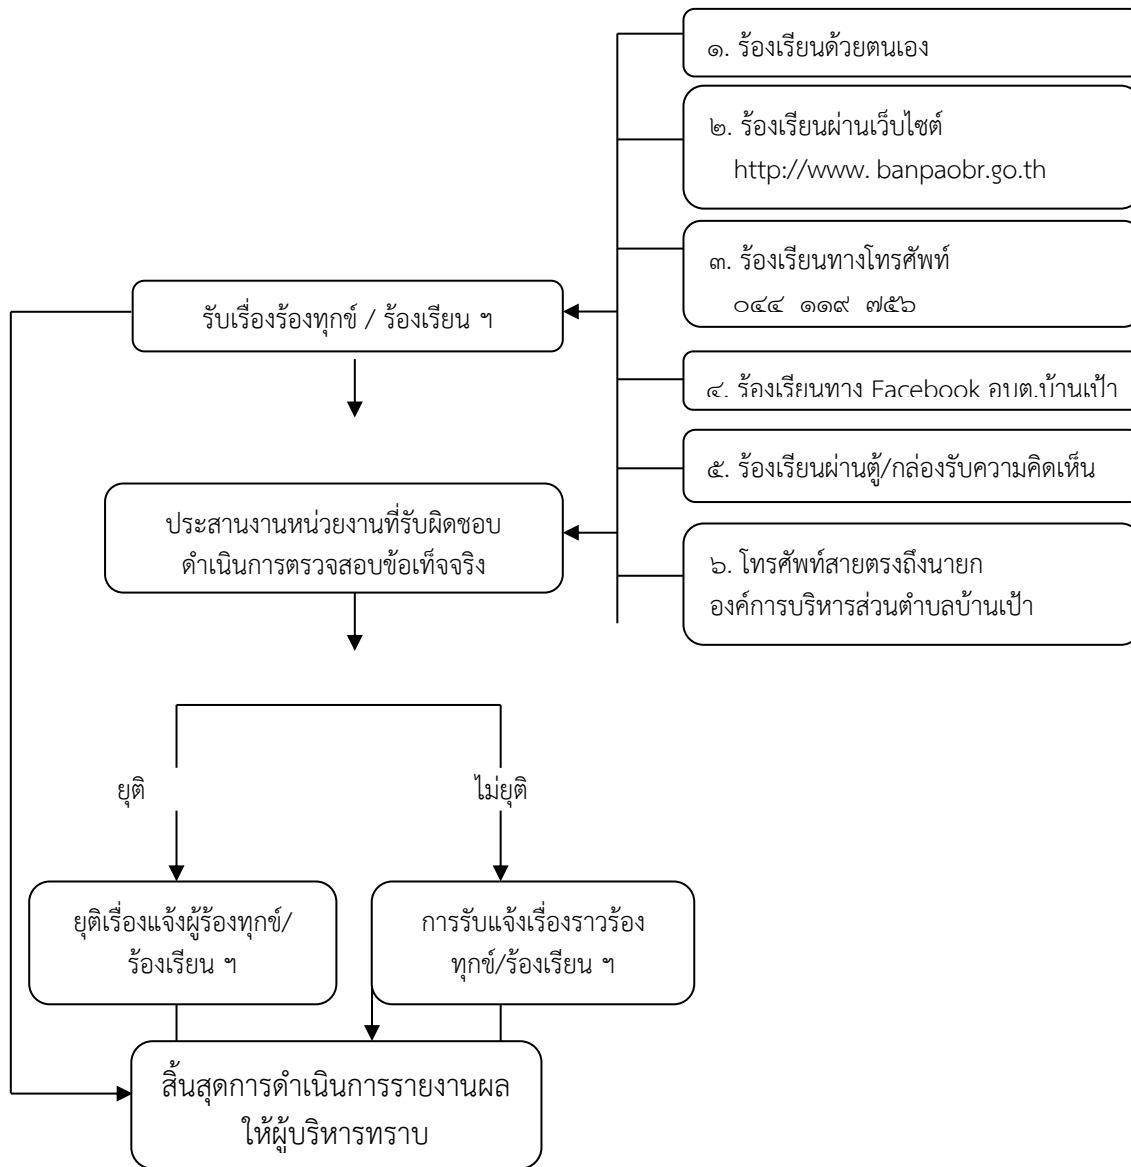 ๑. ร้องเรียนด้วยตนเอง
๒. ร้องเรียนผ่านเว็บไซต์
http://www. banpaobr.go.th
๓. ร้องเรียนทางโทรศัพท์
๐๔๔ ๑๑๙ ๗๕๖
รับเรื่องร้องทุกข์ / ร้องเรียน ฯ
๔. ร้องเรียนทาง Facebook อบต.บ้านเป้า
๕. ร้องเรียนผ่านตู้/กล่องรับความคิดเห็น
ประสานงานหน่วยงานที่รับผิดชอบ
ดำเนินการตรวจสอบข้อเท็จจริง
๖. โทรศัพท์สายตรงถึงนายก
องค์การบริหารส่วนตำบลบ้านเป้า
ยุติ
ไม่ยุติ
ยุติเรื่องแจ้งผู้ร้องทุกข์/
ร้องเรียน ฯ
การรับแจ้งเรื่องราวร้อง
ทุกข์/ร้องเรียน ฯ
สิ้นสุดการดำเนินการรายงานผล
ให้ผู้บริหารทราบ